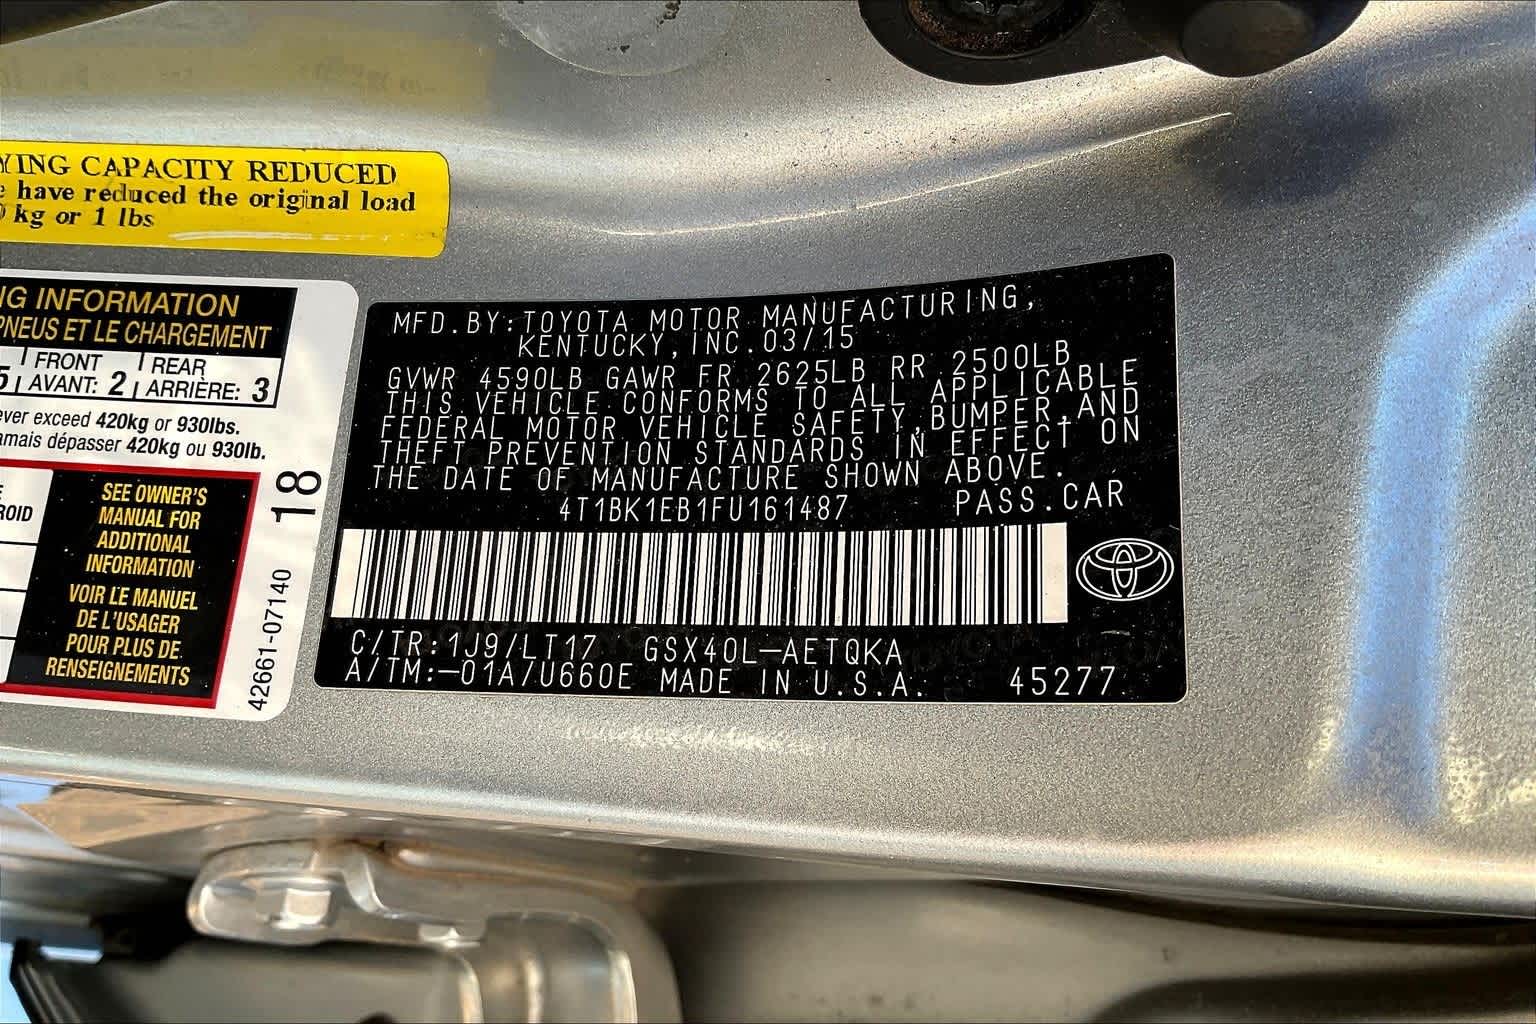 YING CAPACITY REDUCED
have reduced the original load
kg or 1 lbs
NG INFORMATION
PNEUS ET LE CHARGEMENT
FRONT REAR
AVANT: 2 ARRIÈRE: 3
ever exceed 420kg or 930lbs.
amais dépasser 420kg ou 930lb.
ROID
SEE OWNER'S
MANUAL FOR
ADDITIONAL
INFORMATION
VOIR LE MANUEL
DE L'USAGER
POUR PLUS DE
RENSEIGNEMENTS
18
42661-07140
MFD.BY:TOYOTA MOTOR MANUFACTURING,
KENTUCKY,INC.03/15
GVWR 4590LB GAWR FR 2625LB RR 2500LB
THIS VEHICLE CONFORMS TO ALL APPLICABLE
FEDERAL MOTOR VEHICLE SAFETY,BUMPER,AND
THEFT PREVENTION STANDARDS IN EFFECT ON
THE DATE OF MANUFACTURE SHOWN ABOVE.
4T1BK1EB1FU161487 PASS.CAR
C/TR:1J9/LT17 GSX40L-AETQKA
A/TM:-01A/U660E MADE IN U.S.A. 45277